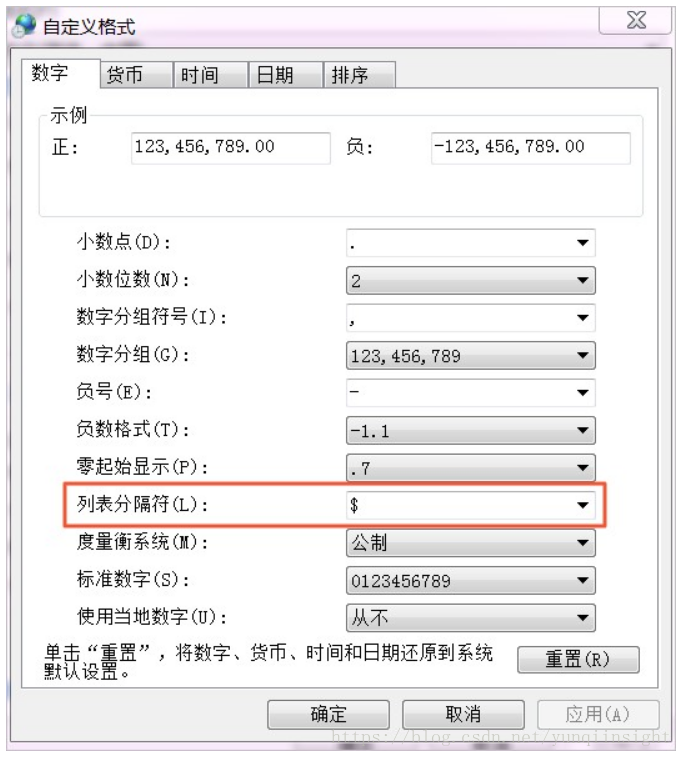 自定义格式
数字 货币 时间 日期 排序
示例
正: 123,456,789.00 负: -123,456,789.00
小数点(D): .
小数位数(N): 2
数字分组符号(I): ,
数字分组(G): 123,456,789
负号(E): -
负数格式(T): -1.1
零起始显示(P): .7
列表分隔符(L): $
度量衡系统(M): 公制
标准数字(S): 0123456789
使用当地数字(U): 从不
单击“重置”，将数字、货币、时间和日期还原到系统
默认设置。
重置(R)
确定 取消 应用(A)
https://blog.csdn.net/yunqiinsight